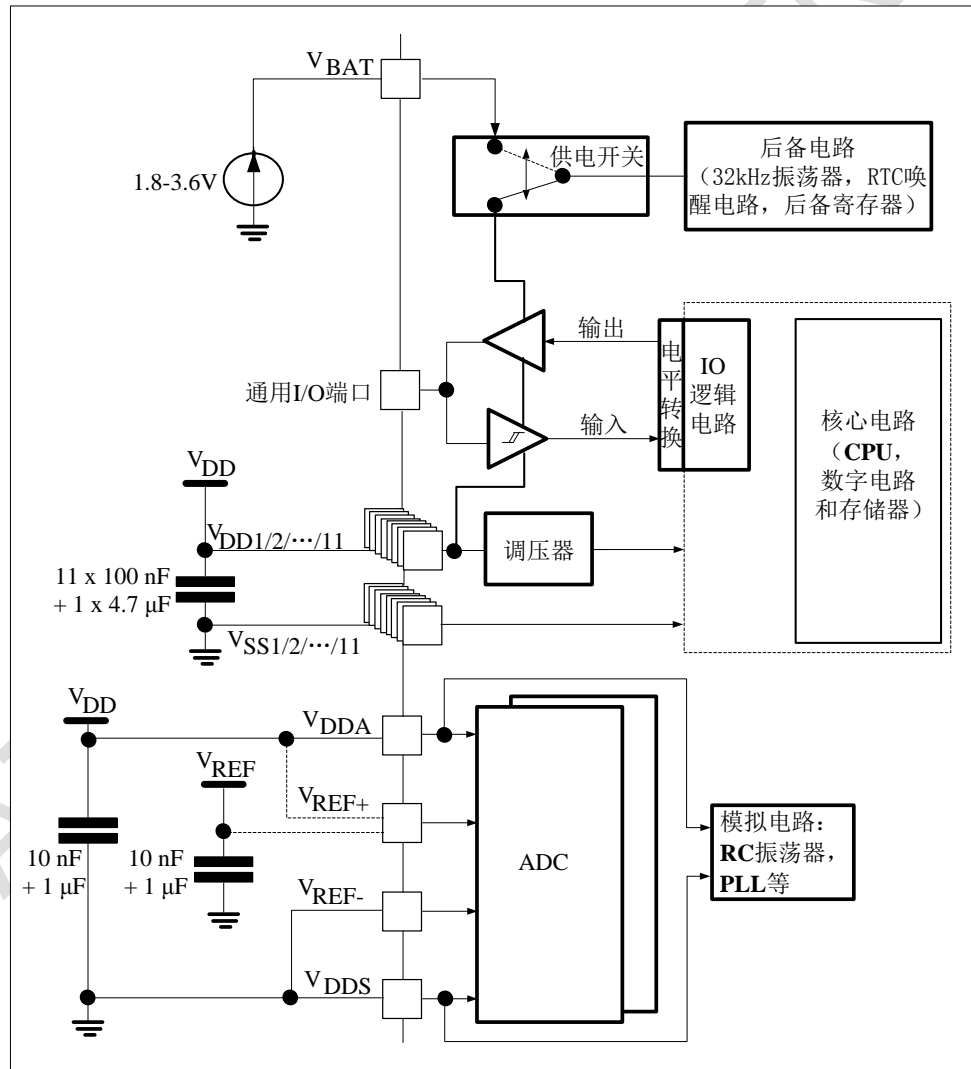 VBAT
1.8-3.6V
供电开关
后备电路
（32kHz振荡器，RTC唤
醒电路，后备寄存器）
输出
通用I/O端口
输入
电平转换
IO
逻辑
电路
核心电路
（CPU，
数字电路
和存储器）
VDD
VDD1/2/…/11
调压器
11 x 100 nF
+ 1 x 4.7 μF
VSS1/2/…/11
VDD
VDDA
VREF
VREF+
10 nF
+ 1 μF
10 nF
+ 1 μF
ADC
模拟电路：
RC振荡器，
PLL等
VREF-
VDDS